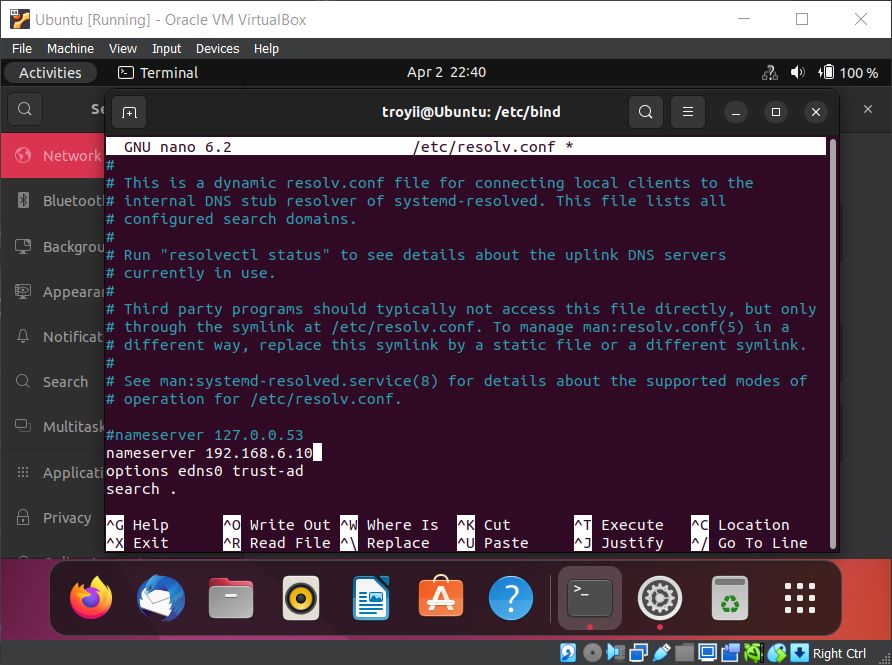 Ubuntu [Running] - Oracle VM VirtualBox
File Machine View Input Devices Help
Activities Terminal Apr 2 22:40 100 %
Se troyii@Ubuntu: /etc/bind
GNU nano 6.2 /etc/resolv.conf *
#
# This is a dynamic resolv.conf file for connecting local clients to the
# internal DNS stub resolver of systemd-resolved. This file lists all
# configured search domains.
#
# Run "resolvectl status" to see details about the uplink DNS servers
# currently in use.
#
# Third party programs should typically not access this file directly, but only
# through the symlink at /etc/resolv.conf. To manage man:resolv.conf(5) in a
# different way, replace this symlink by a static file or a different symlink.
#
# See man:systemd-resolved.service(8) for details about the supported modes of
# operation for /etc/resolv.conf.
#nameserver 127.0.0.53
nameserver 192.168.6.10
options edns0 trust-ad
search .
^G Help ^O Write Out ^W Where Is ^K Cut ^T Execute ^C Location
^X Exit ^R Read File ^\ Replace ^U Paste ^J Justify ^/ Go To Line
Network
Bluetoot
Backgrou
Appearar
Notificat
Search
Multitask
Applicati
Privacy
Right Ctrl